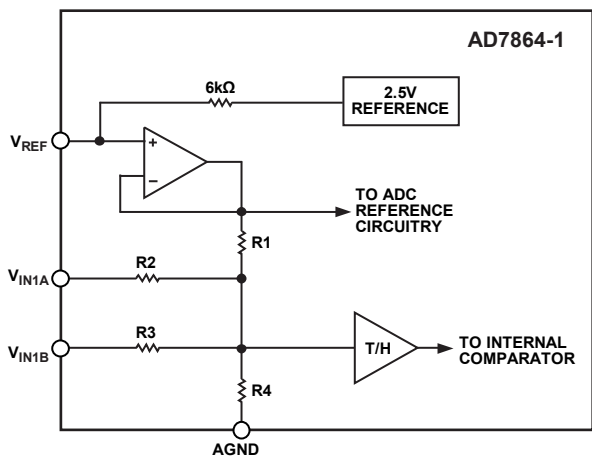 AD7864-1
6kΩ
2.5V
REFERENCE
VREF
+
−
TO ADC
REFERENCE
CIRCUITRY
R1
R2
VIN1A
R3
VIN1B
T/H
TO INTERNAL
COMPARATOR
R4
AGND